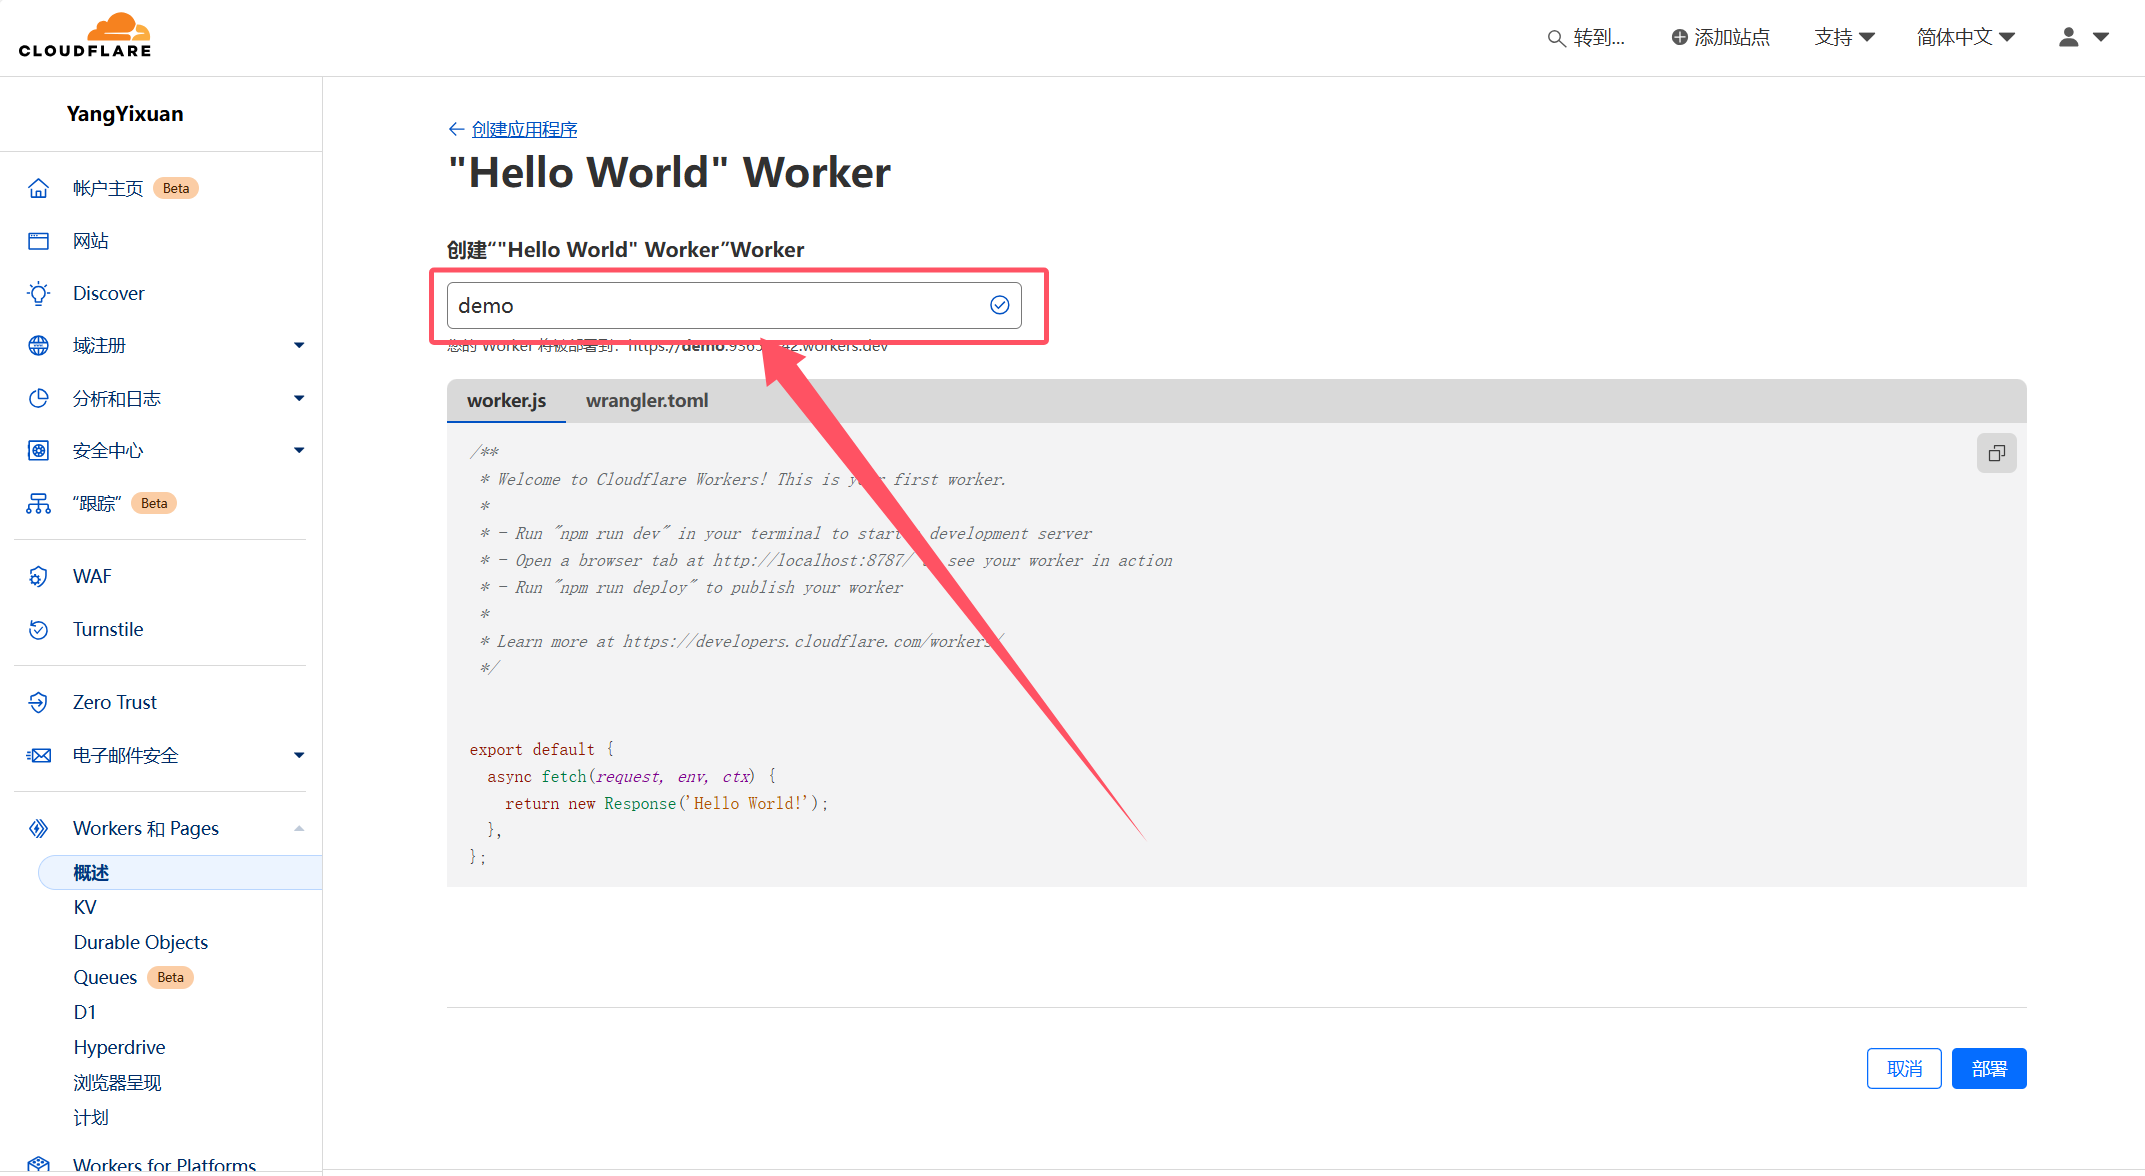 CLOUDFLARE
转到...
添加站点
支持
简体中文
YangYixuan
帐户主页 Beta
网站
Discover
域注册
分析和日志
安全中心
“跟踪” Beta
WAF
Turnstile
Zero Trust
电子邮件安全
Workers 和 Pages
概述
KV
Durable Objects
Queues Beta
D1
Hyperdrive
浏览器呈现
计划
Workers for Platforms
创建应用程序
"Hello World" Worker
创建“"Hello World" Worker”Worker
demo
您的 Worker 将被部署到: https://demo.
workers.dev
worker.js wrangler.toml
/**
* Welcome to Cloudflare Workers! This is your first worker.
*
* - Run "npm run dev" in your terminal to start development server
* - Open a browser tab at http://localhost:8787/ see your worker in action
* - Run "npm run deploy" to publish your worker
*
* Learn more at https://developers.cloudflare.com/workers/
*/
export default {
async fetch(request, env, ctx) {
return new Response('Hello World!');
},
};
取消
部署